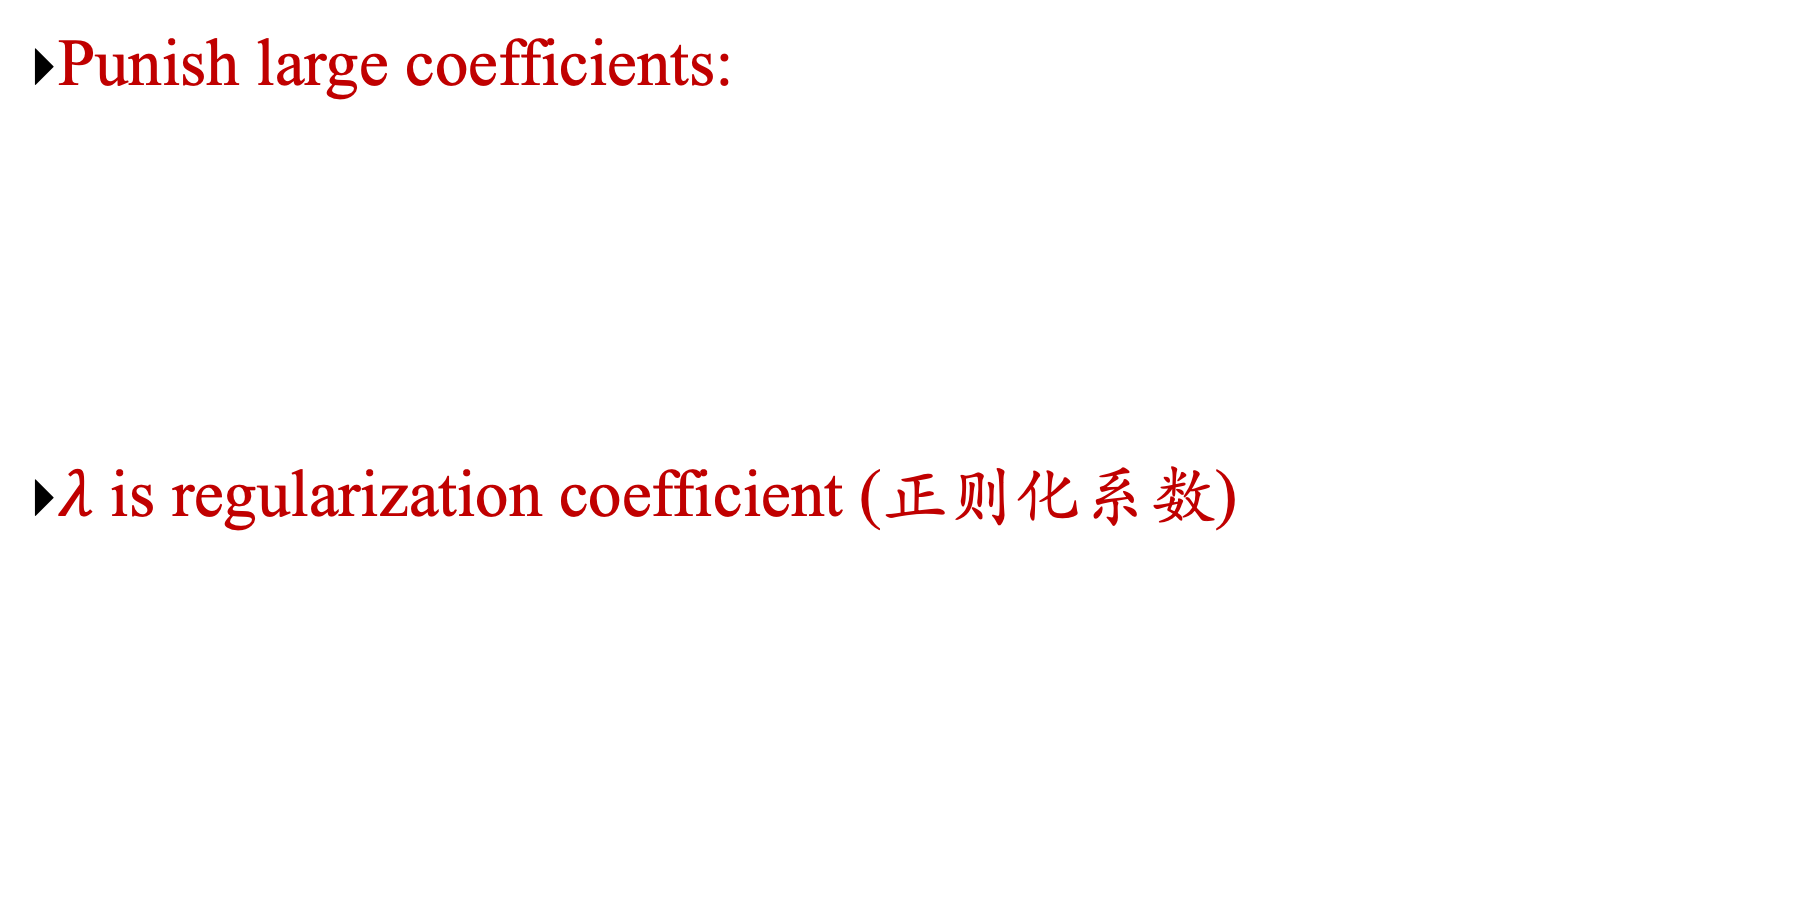 Punish large coefficients:
λ is regularization coefficient (正则化系数)